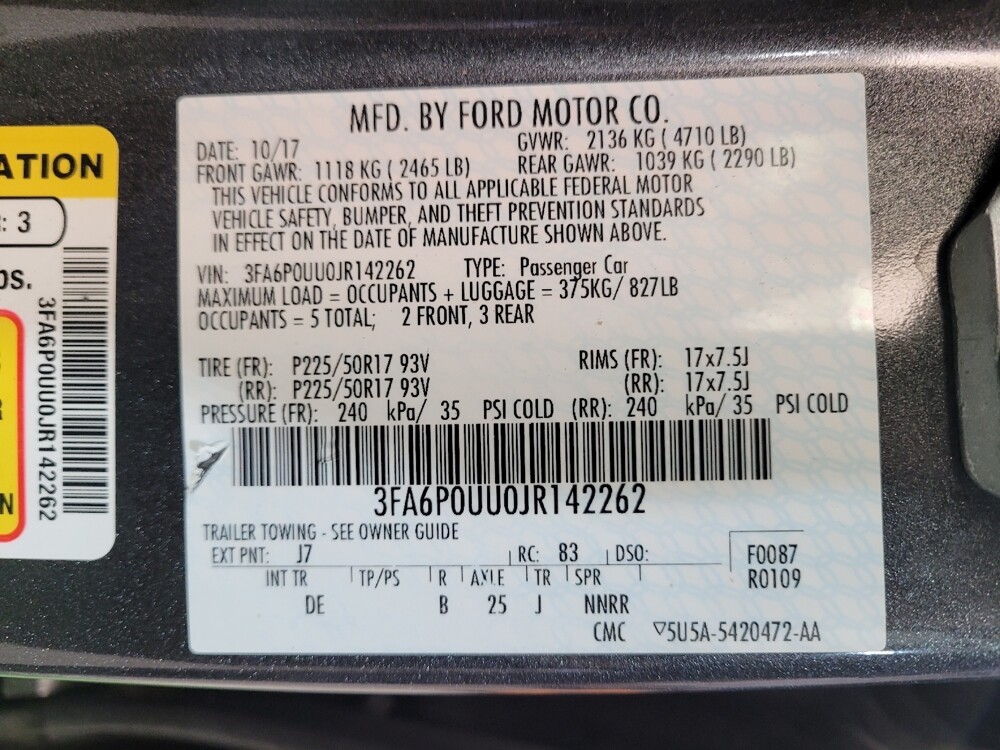 MFD. BY FORD MOTOR CO.
DATE: 10/17 GVWR: 2136 KG ( 4710 LB)
FRONT GAWR: 1118 KG ( 2465 LB) REAR GAWR: 1039 KG ( 2290 LB)
THIS VEHICLE CONFORMS TO ALL APPLICABLE FEDERAL MOTOR
VEHICLE SAFETY, BUMPER, AND THEFT PREVENTION STANDARDS
IN EFFECT ON THE DATE OF MANUFACTURE SHOWN ABOVE.
VIN: 3FA6P0UU0JR142262 TYPE: Passenger Car
MAXIMUM LOAD = OCCUPANTS + LUGGAGE = 375KG/ 827LB
OCCUPANTS = 5 TOTAL; 2 FRONT, 3 REAR
TIRE (FR): P225/50R17 93V RIMS (FR): 17x7.5J
(RR): P225/50R17 93V (RR): 17x7.5J
PRESSURE (FR): 240 kPa/ 35 PSI COLD (RR): 240 kPa/ 35 PSI COLD
3FA6P0UU0JR142262
TRAILER TOWING - SEE OWNER GUIDE
EXT PNT: J7 RC: 83 DSO: F0087
INT TR TP/PS R AXLE TR SPR R0109
DE B 25 J NNRR
CMC ▽5U5A-5420472-AA
ATION
: 3
DS.
3FA6P0UU0JR142262
R
N